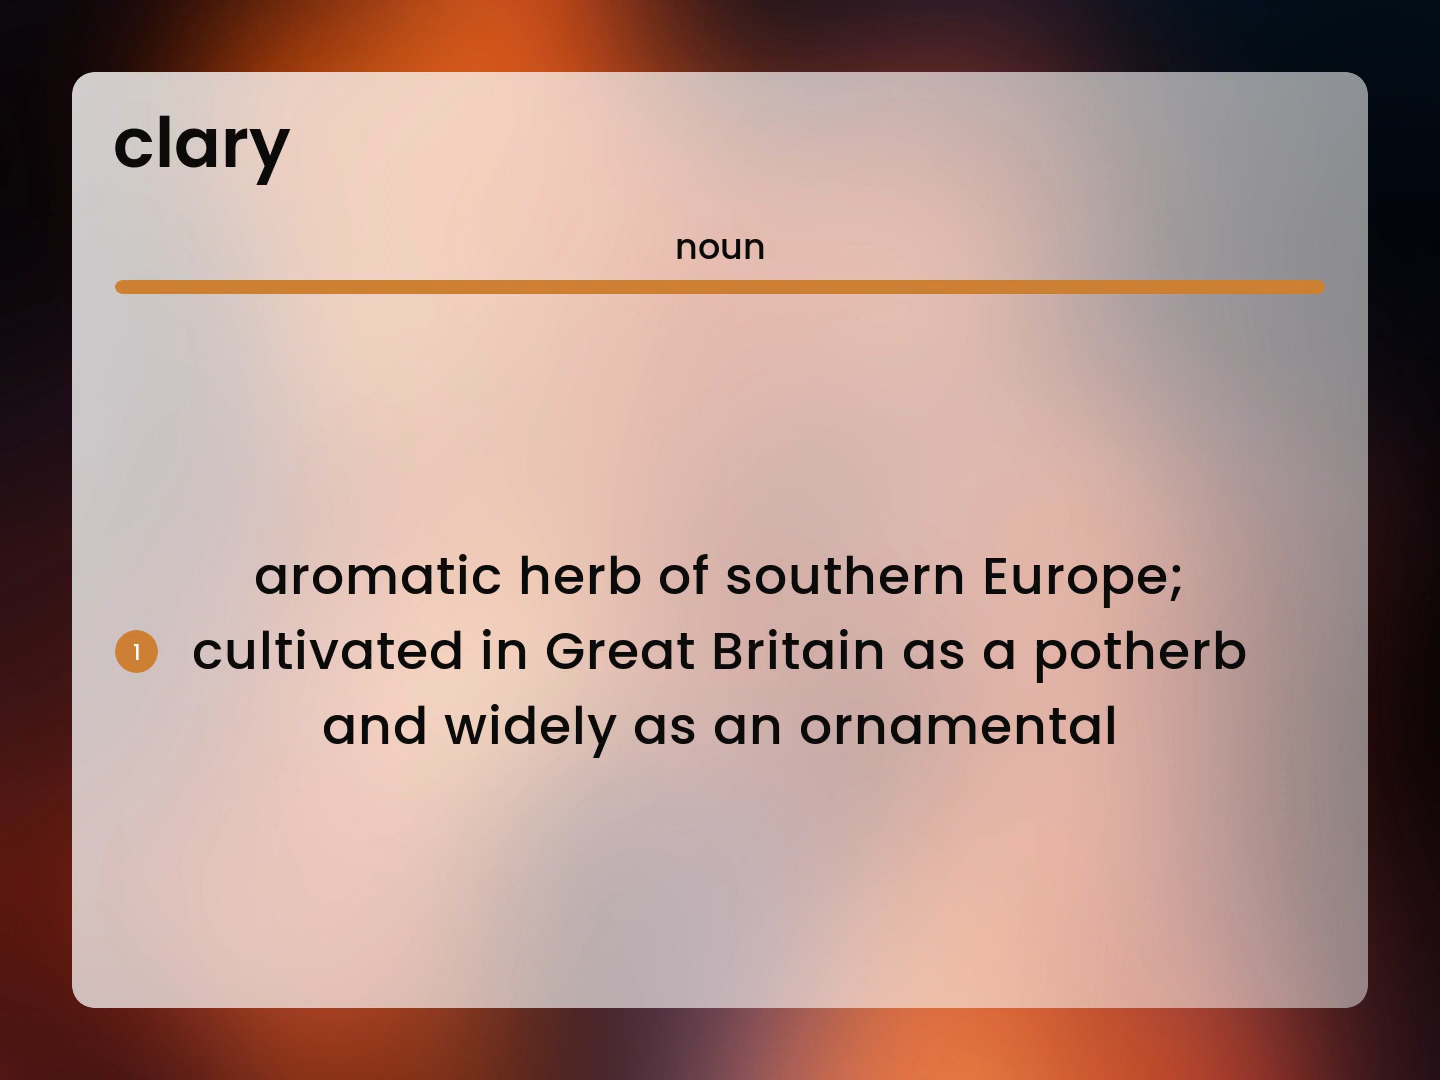 clary
noun
aromatic herb of southern Europe;
1 cultivated in Great Britain as a potherb
and widely as an ornamental